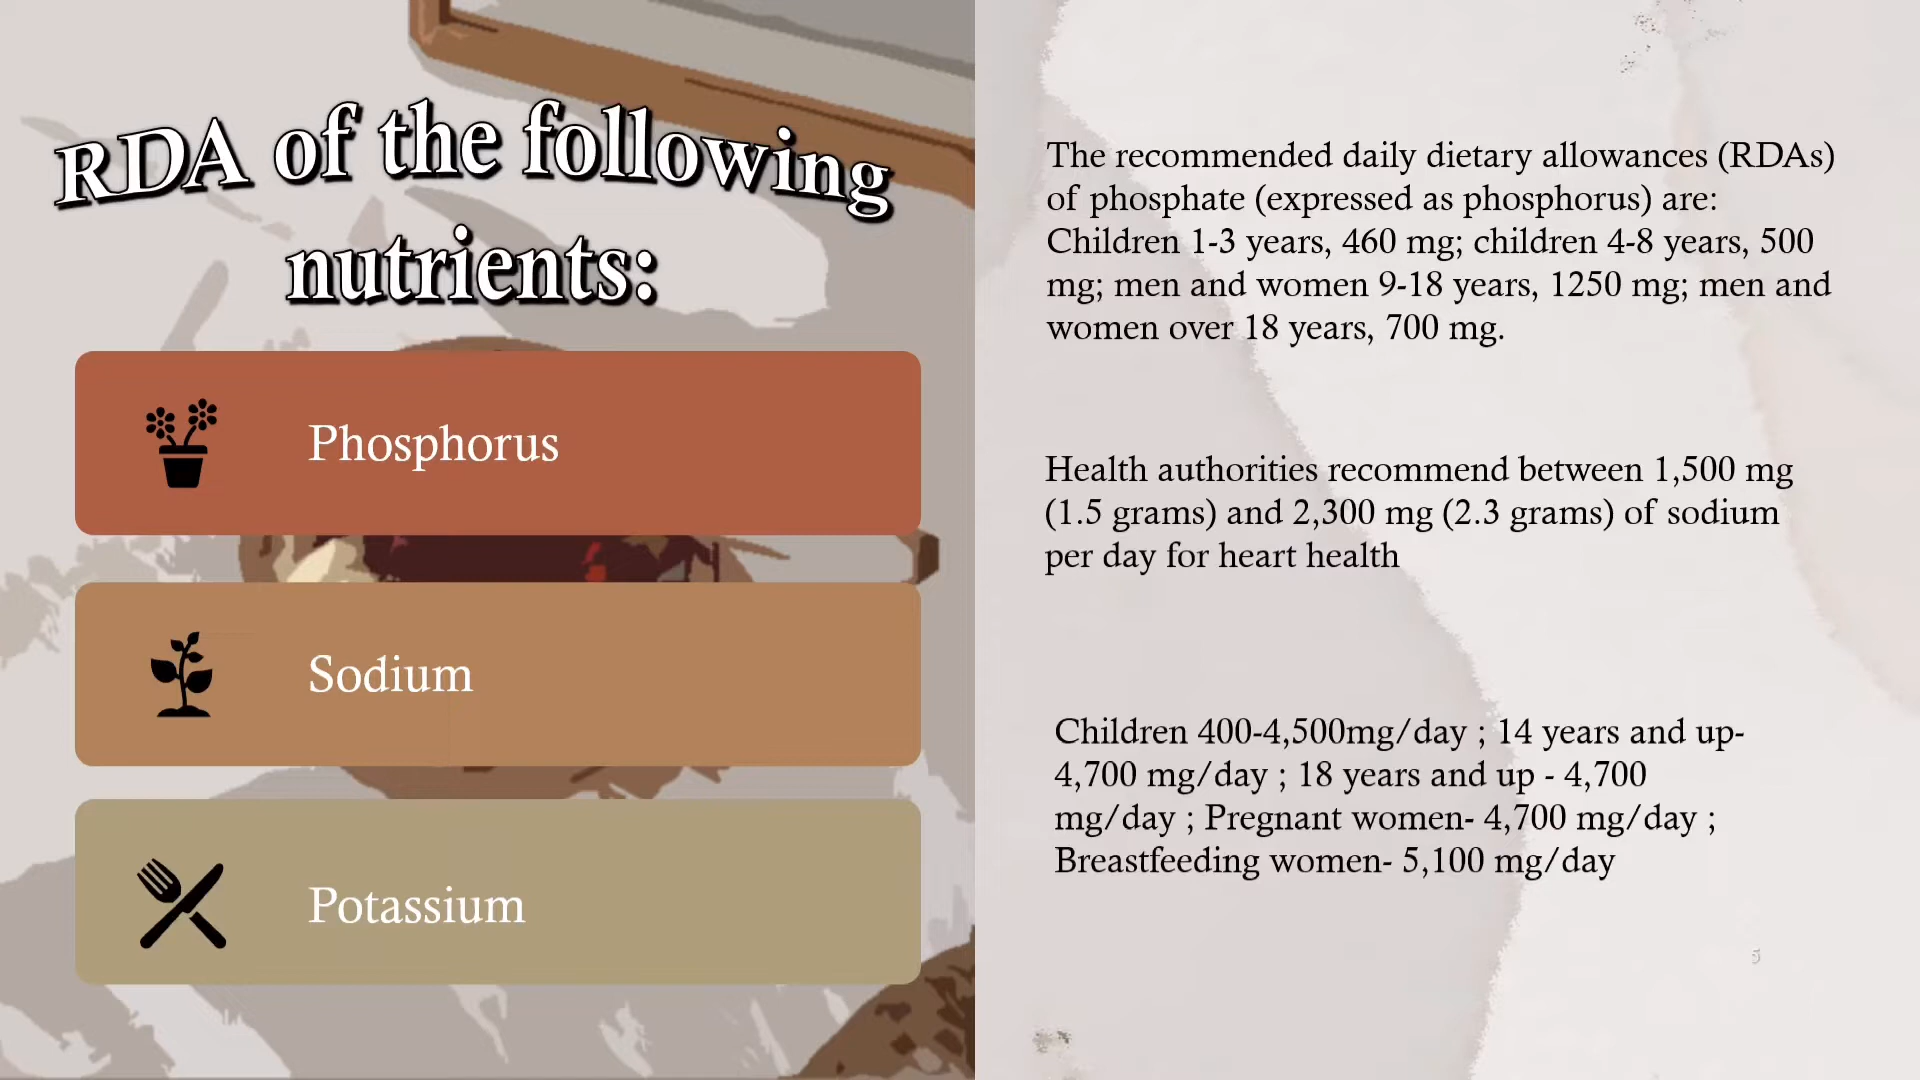 RDA of the following
nutrients:
Phosphorus
Sodium
Potassium
The recommended daily dietary allowances (RDAs)
of phosphate (expressed as phosphorus) are:
Children 1-3 years, 460 mg; children 4-8 years, 500
mg; men and women 9-18 years, 1250 mg; men and
women over 18 years, 700 mg.
Health authorities recommend between 1,500 mg
(1.5 grams) and 2,300 mg (2.3 grams) of sodium
per day for heart health
Children 400-4,500mg/day ; 14 years and up-
4,700 mg/day ; 18 years and up - 4,700
mg/day ; Pregnant women- 4,700 mg/day ;
Breastfeeding women- 5,100 mg/day